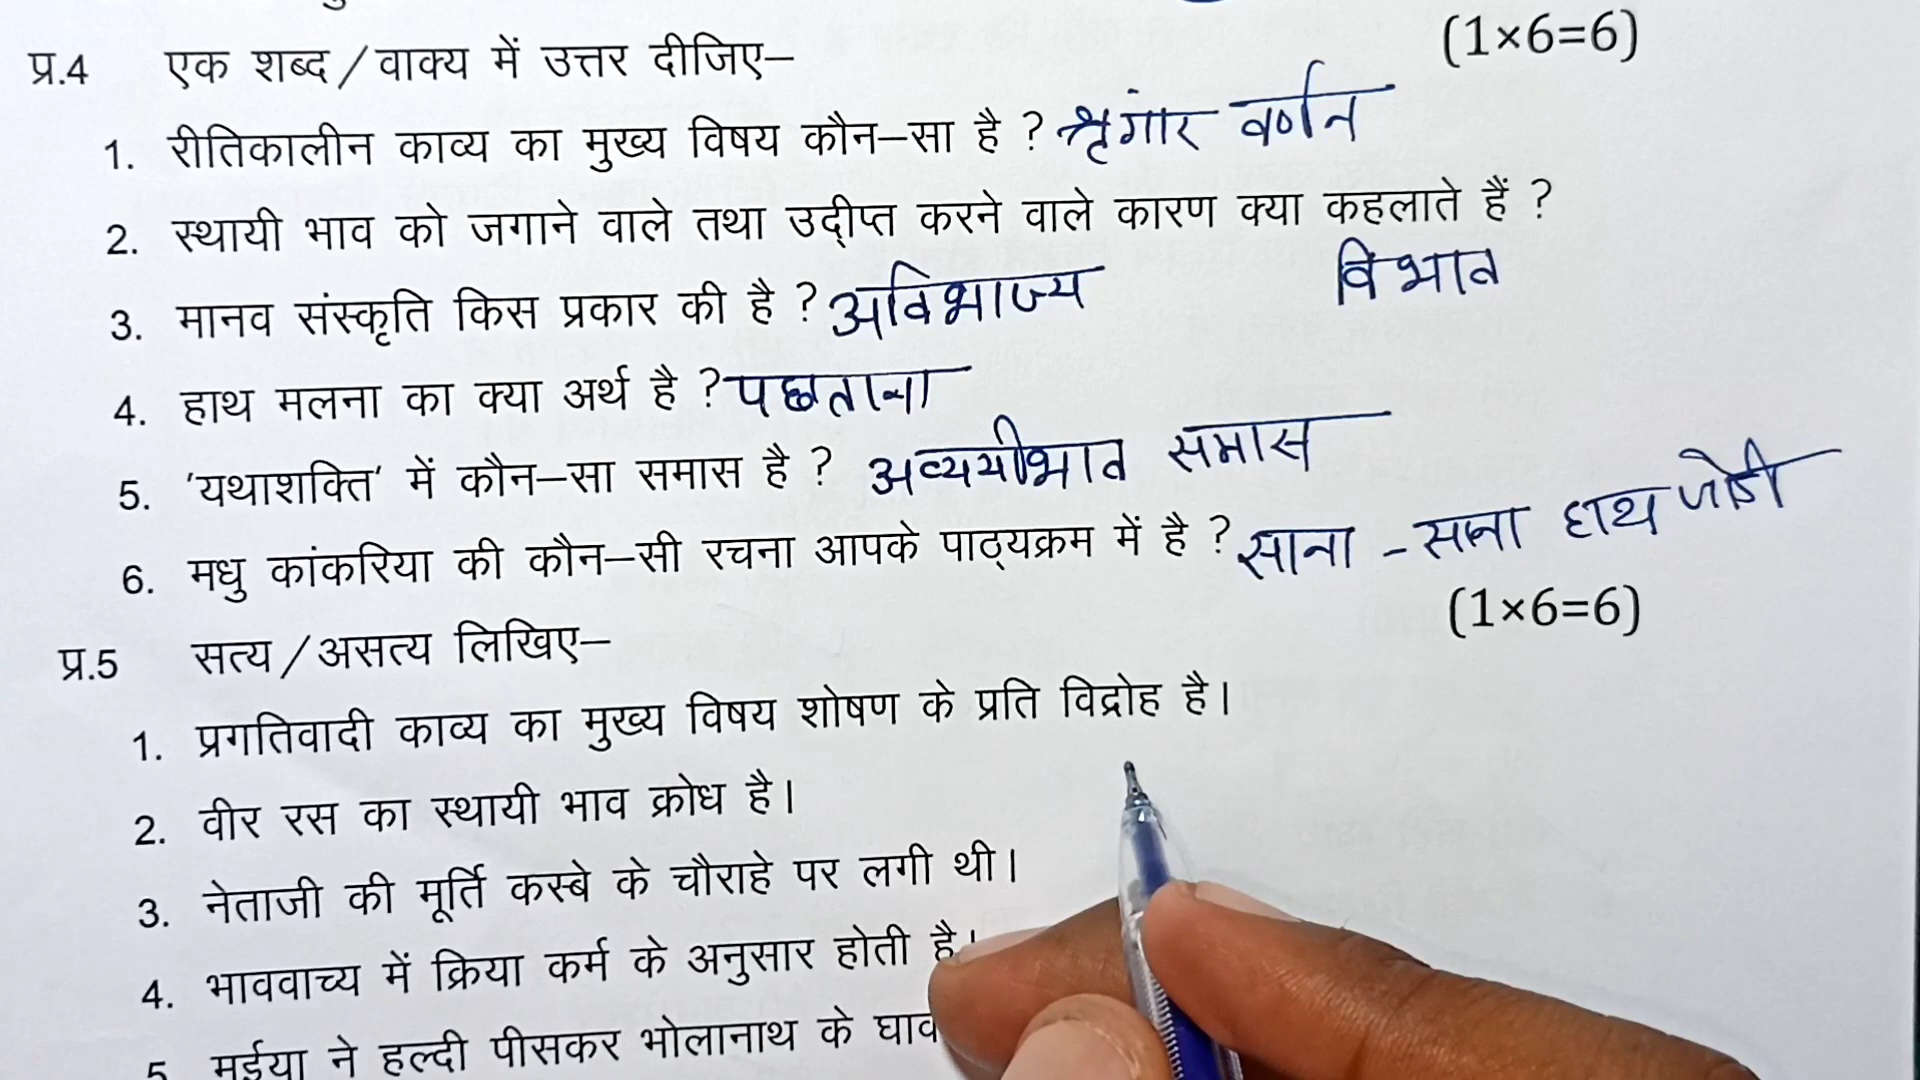 (1×6=6)
प्र.4 एक शब्द / वाक्य में उत्तर दीजिए–
1. रीतिकालीन काव्य का मुख्य विषय कौन–सा है ? श्रृंगार वर्णन
2. स्थायी भाव को जगाने वाले तथा उद्दीप्त करने वाले कारण क्या कहलाते हैं ?
विभाव
3. मानव संस्कृति किस प्रकार की है ? अविभाज्य
4. हाथ मलना का क्या अर्थ है ? पछताना
5. 'यथाशक्ति' में कौन–सा समास है ? अव्ययीभाव समास
6. मधु कांकरिया की कौन–सी रचना आपके पाठ्यक्रम में है ? साना - साना हाथ जोडी
(1×6=6)
प्र.5 सत्य / असत्य लिखिए–
1. प्रगतिवादी काव्य का मुख्य विषय शोषण के प्रति विद्रोह है।
2. वीर रस का स्थायी भाव क्रोध है।
3. नेताजी की मूर्ति कस्बे के चौराहे पर लगी थी।
4. भाववाच्य में क्रिया कर्म के अनुसार होती है।
5. मईया ने हल्दी पीसकर भोलानाथ के घाव